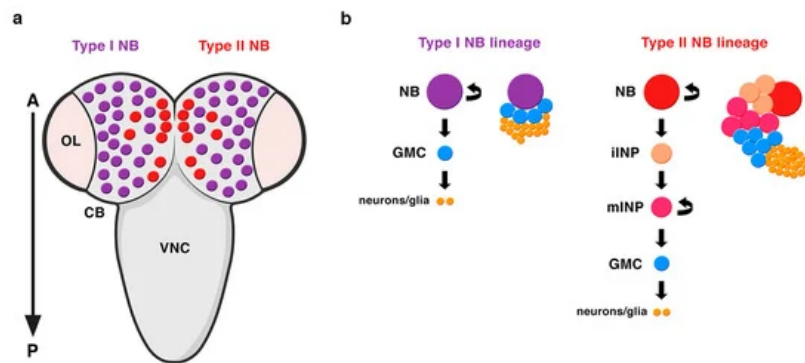 a
Type I NB
Type II NB
A
OL
CB
VNC
P
b
Type I NB lineage
NB
GMC
neurons/glia
Type II NB lineage
NB
iINP
mINP
GMC
neurons/glia